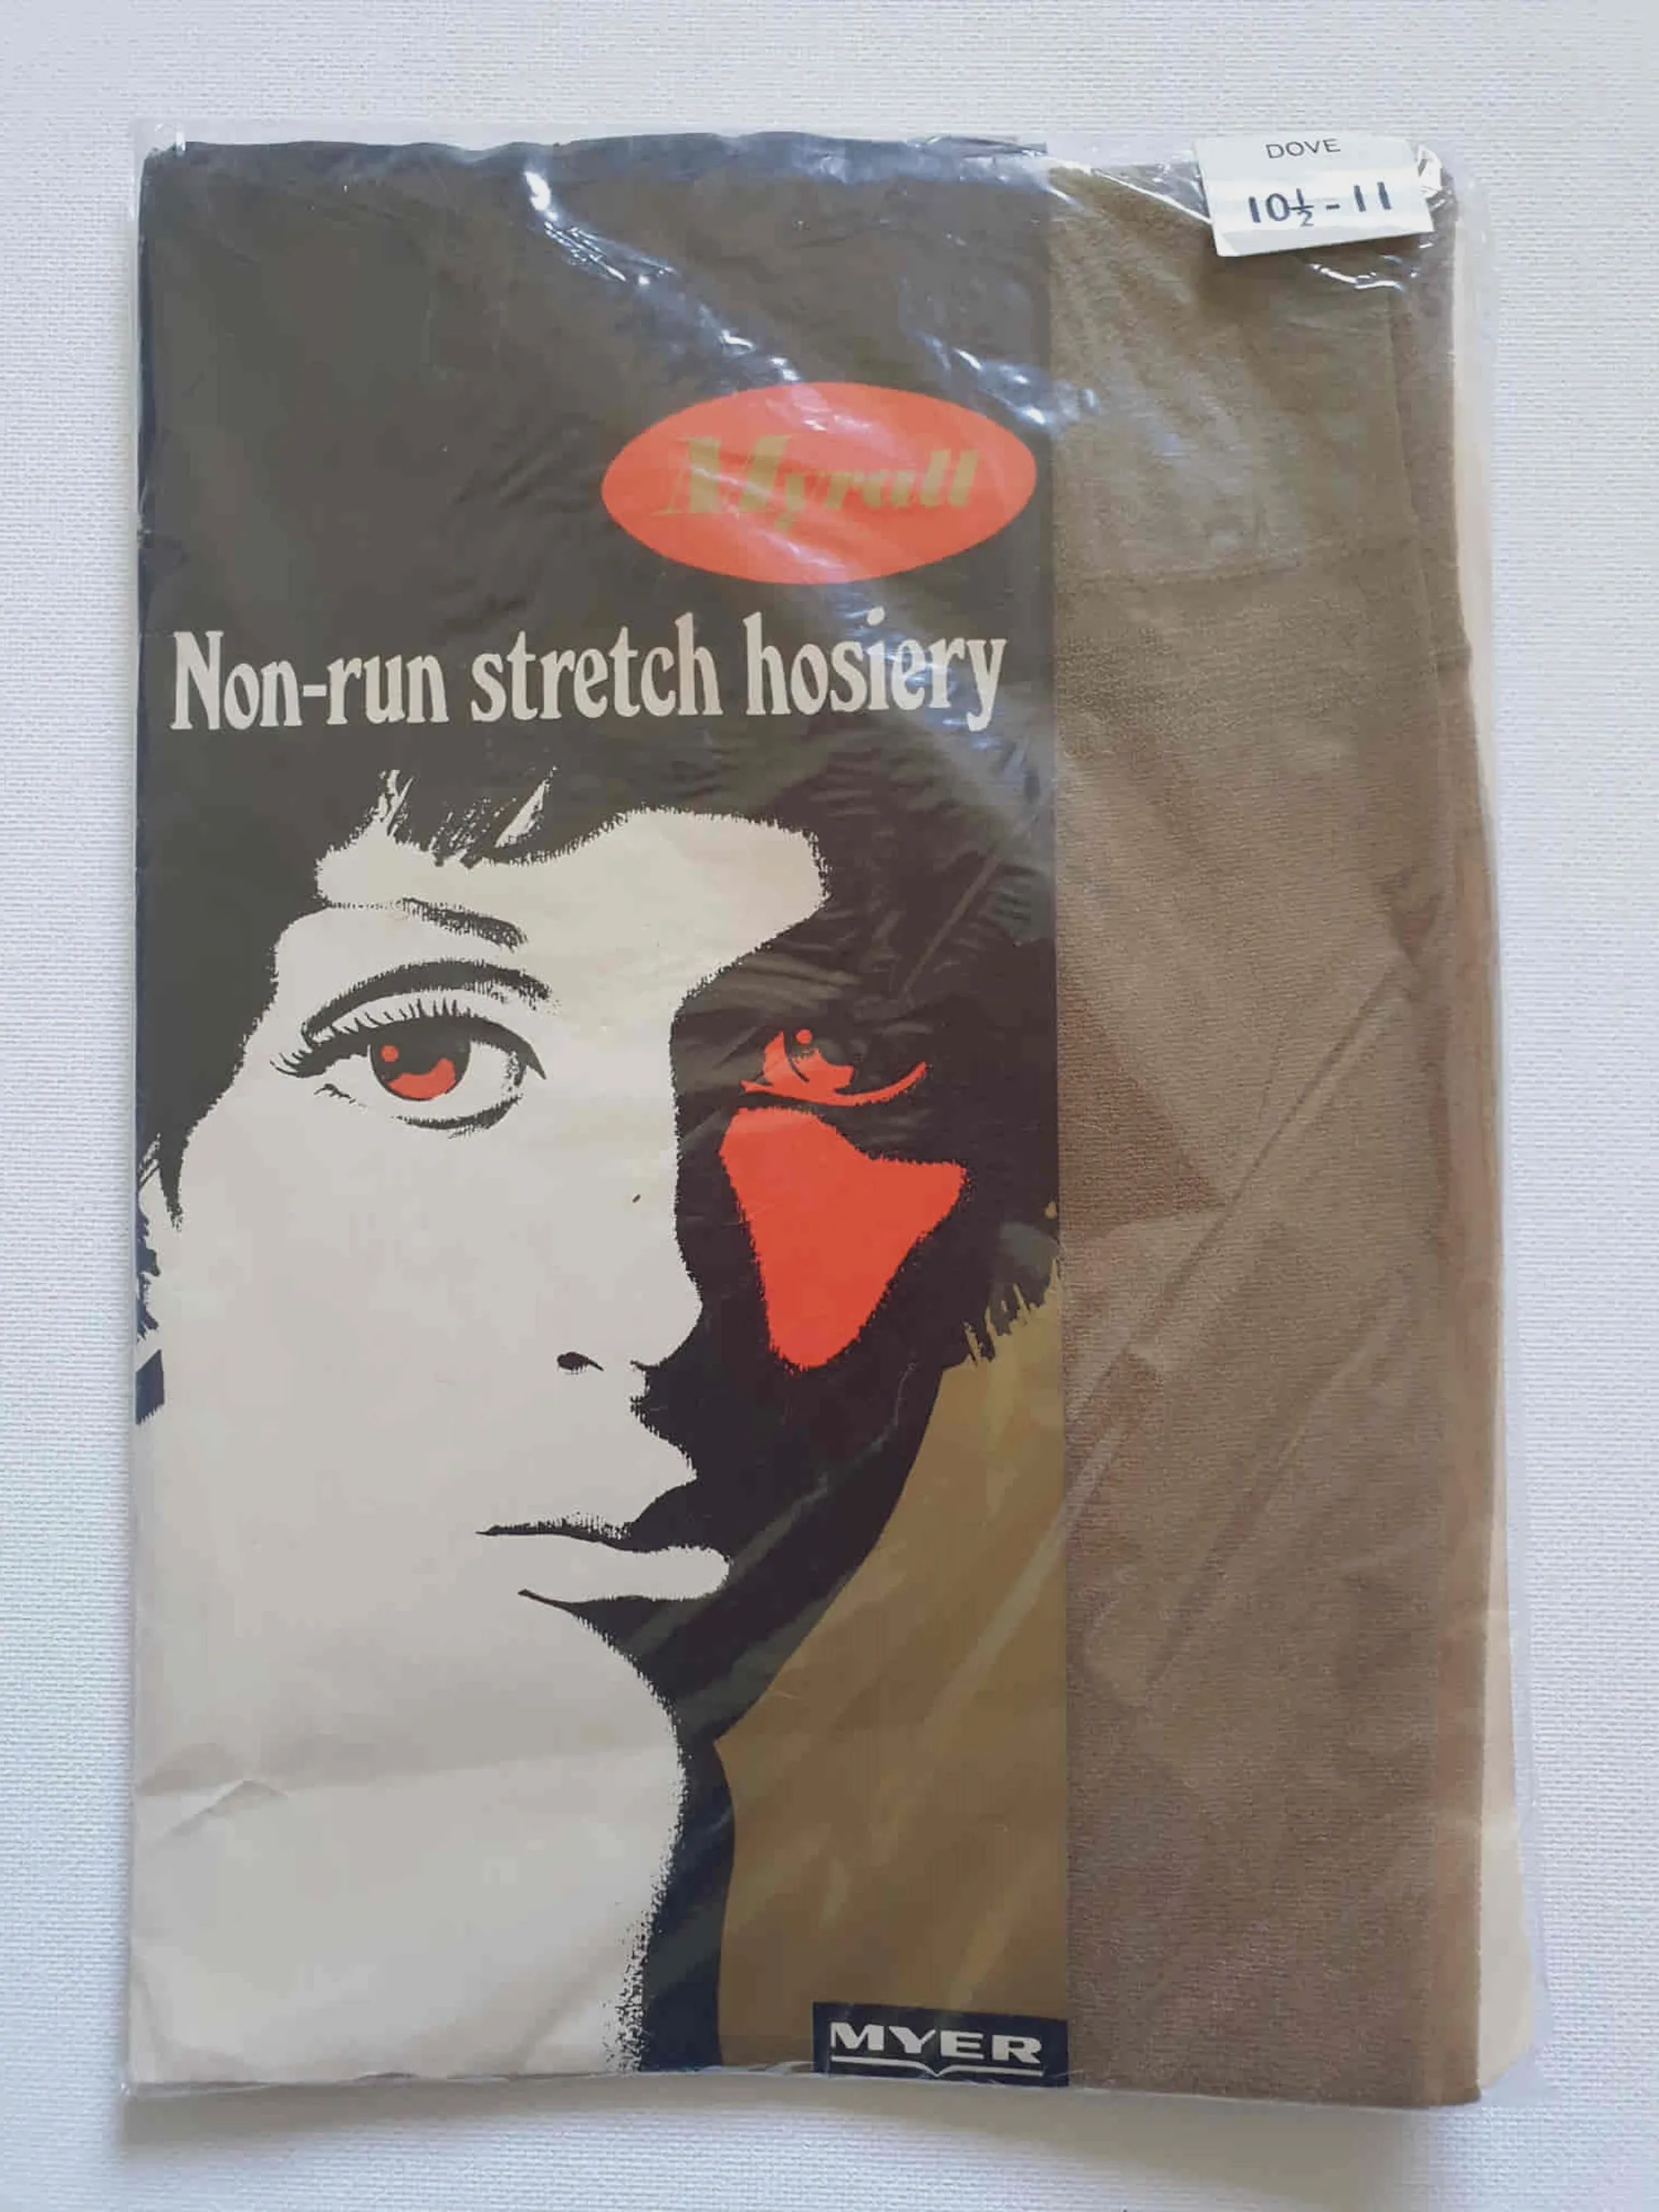 DOVE
10½-11
Myrall
Non-run stretch hosiery
MYER